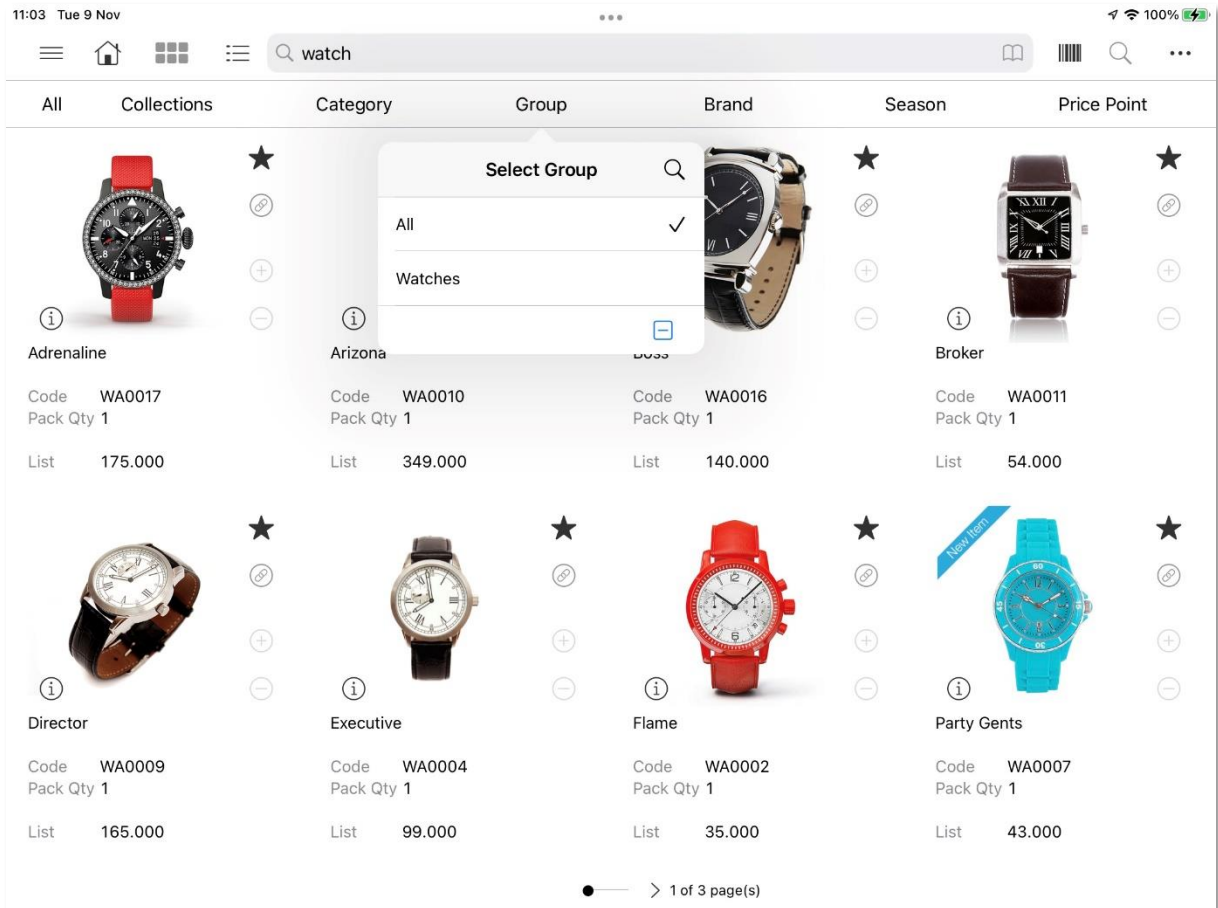 11:03 Tue 9 Nov
100%
watch
All Collections Category Group Brand Season Price Point
Select Group
All
Watches
Adrenaline Arizona Boss Broker
Code WA0017 Code WA0010 Code WA0016 Code WA0011
Pack Qty 1 Pack Qty 1 Pack Qty 1 Pack Qty 1
List 175.000 List 349.000 List 140.000 List 54.000
New Item
Director Executive Flame Party Gents
Code WA0009 Code WA0004 Code WA0002 Code WA0007
Pack Qty 1 Pack Qty 1 Pack Qty 1 Pack Qty 1
List 165.000 List 99.000 List 35.000 List 43.000
1 of 3 page(s)